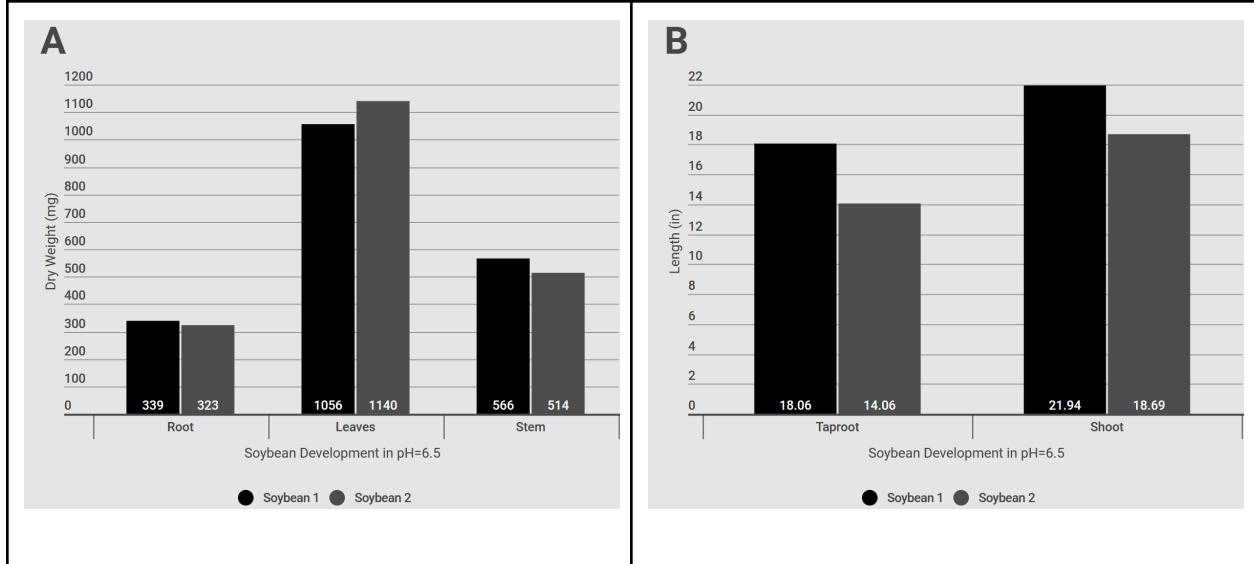 A
1200
1100
1000
900
800
700
600
500
400
300
200
100
0
Dry Weight (mg)
339 323 1056 1140 566 514
Root Leaves Stem
Soybean Development in pH=6.5
Soybean 1 Soybean 2
B
22
20
18
16
14
12
10
8
6
4
2
0
Length (in)
18.06 14.06 21.94 18.69
Taproot Shoot
Soybean Development in pH=6.5
Soybean 1 Soybean 2